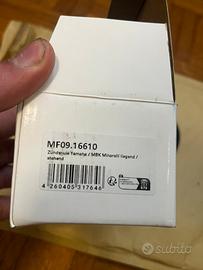 MF09.16610
Zündspule Yamaha / MBK Minarelli liegend /
stehend
4 260405 317646
subito